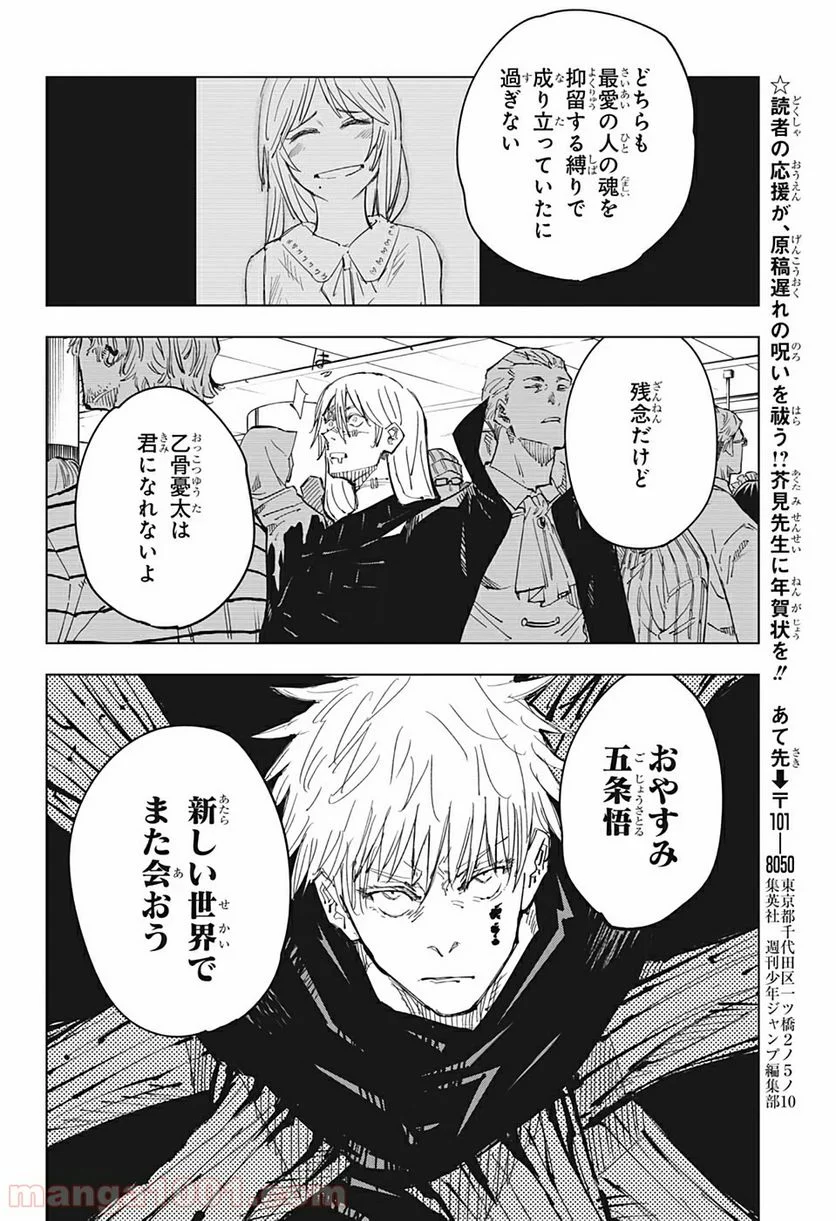 どちらも
最愛の人の魂を
抑留する縛りで
成り立っていたに
過ぎない
残念だけど
は
乙骨憂太は
君になれないよ
おやすみ
五条悟
新しい世界で
また会おう
☆読者の応援が、原稿遅れの呪いを祓う!?芥見先生に年賀状を!! あて先➡〒101―8050
東京都千代田区一ツ橋2ノ5ノ10
集英社 週刊少年ジャンプ編集部